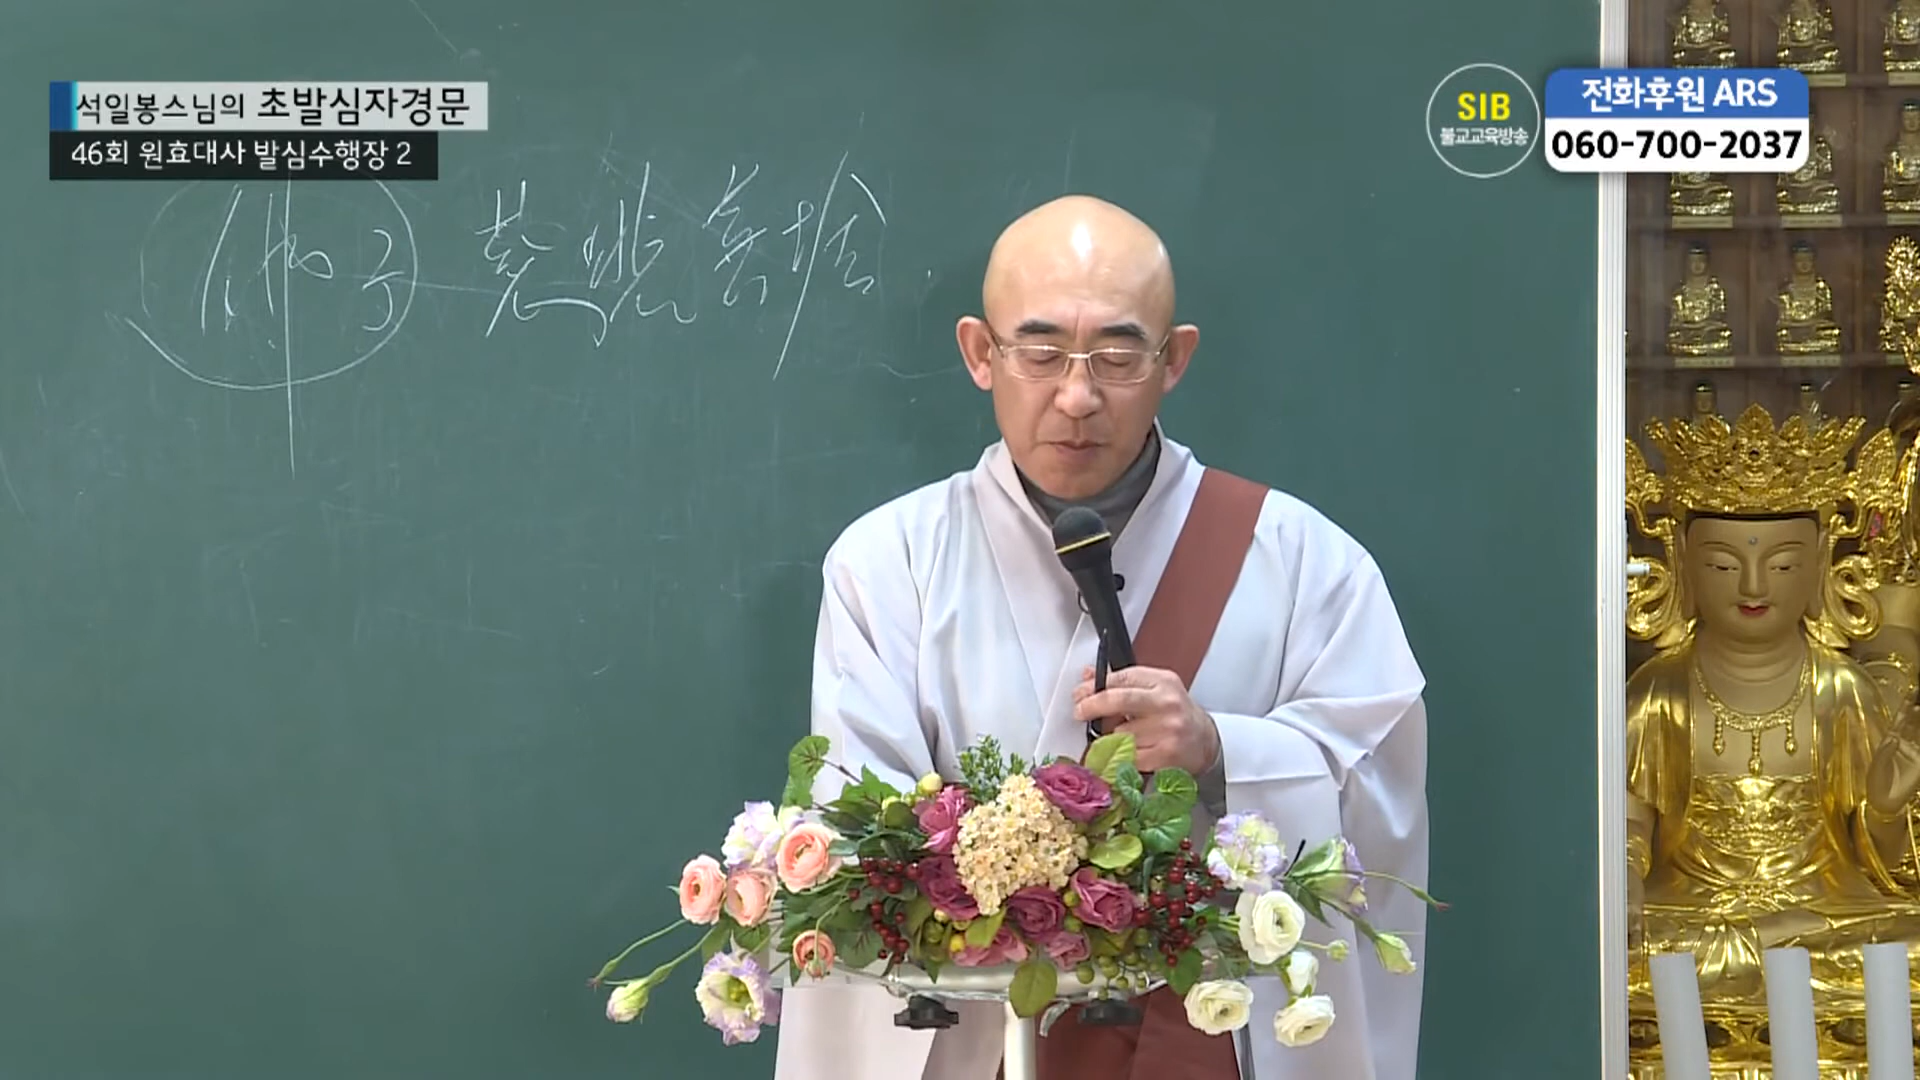 석일봉스님의 초발심자경문
46회 원효대사 발심수행장 2
SIB
불교교육방송
전화후원 ARS
060-700-2037